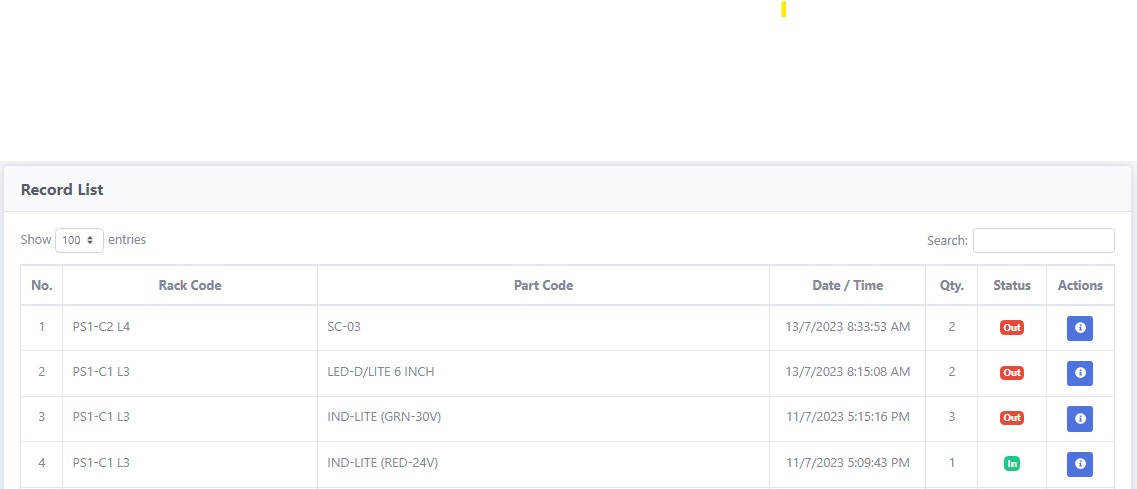 Record List
Show 100 entries Search:
No. Rack Code Part Code Date / Time Qty. Status Actions
1 PS1-C2 L4 SC-03 13/7/2023 8:33:53 AM 2 Out
2 PS1-C1 L3 LED-D/LITE 6 INCH 13/7/2023 8:15:08 AM 2 Out
3 PS1-C1 L3 IND-LITE (GRN-30V) 11/7/2023 5:15:16 PM 3 Out
4 PS1-C1 L3 IND-LITE (RED-24V) 11/7/2023 5:09:43 PM 1 In